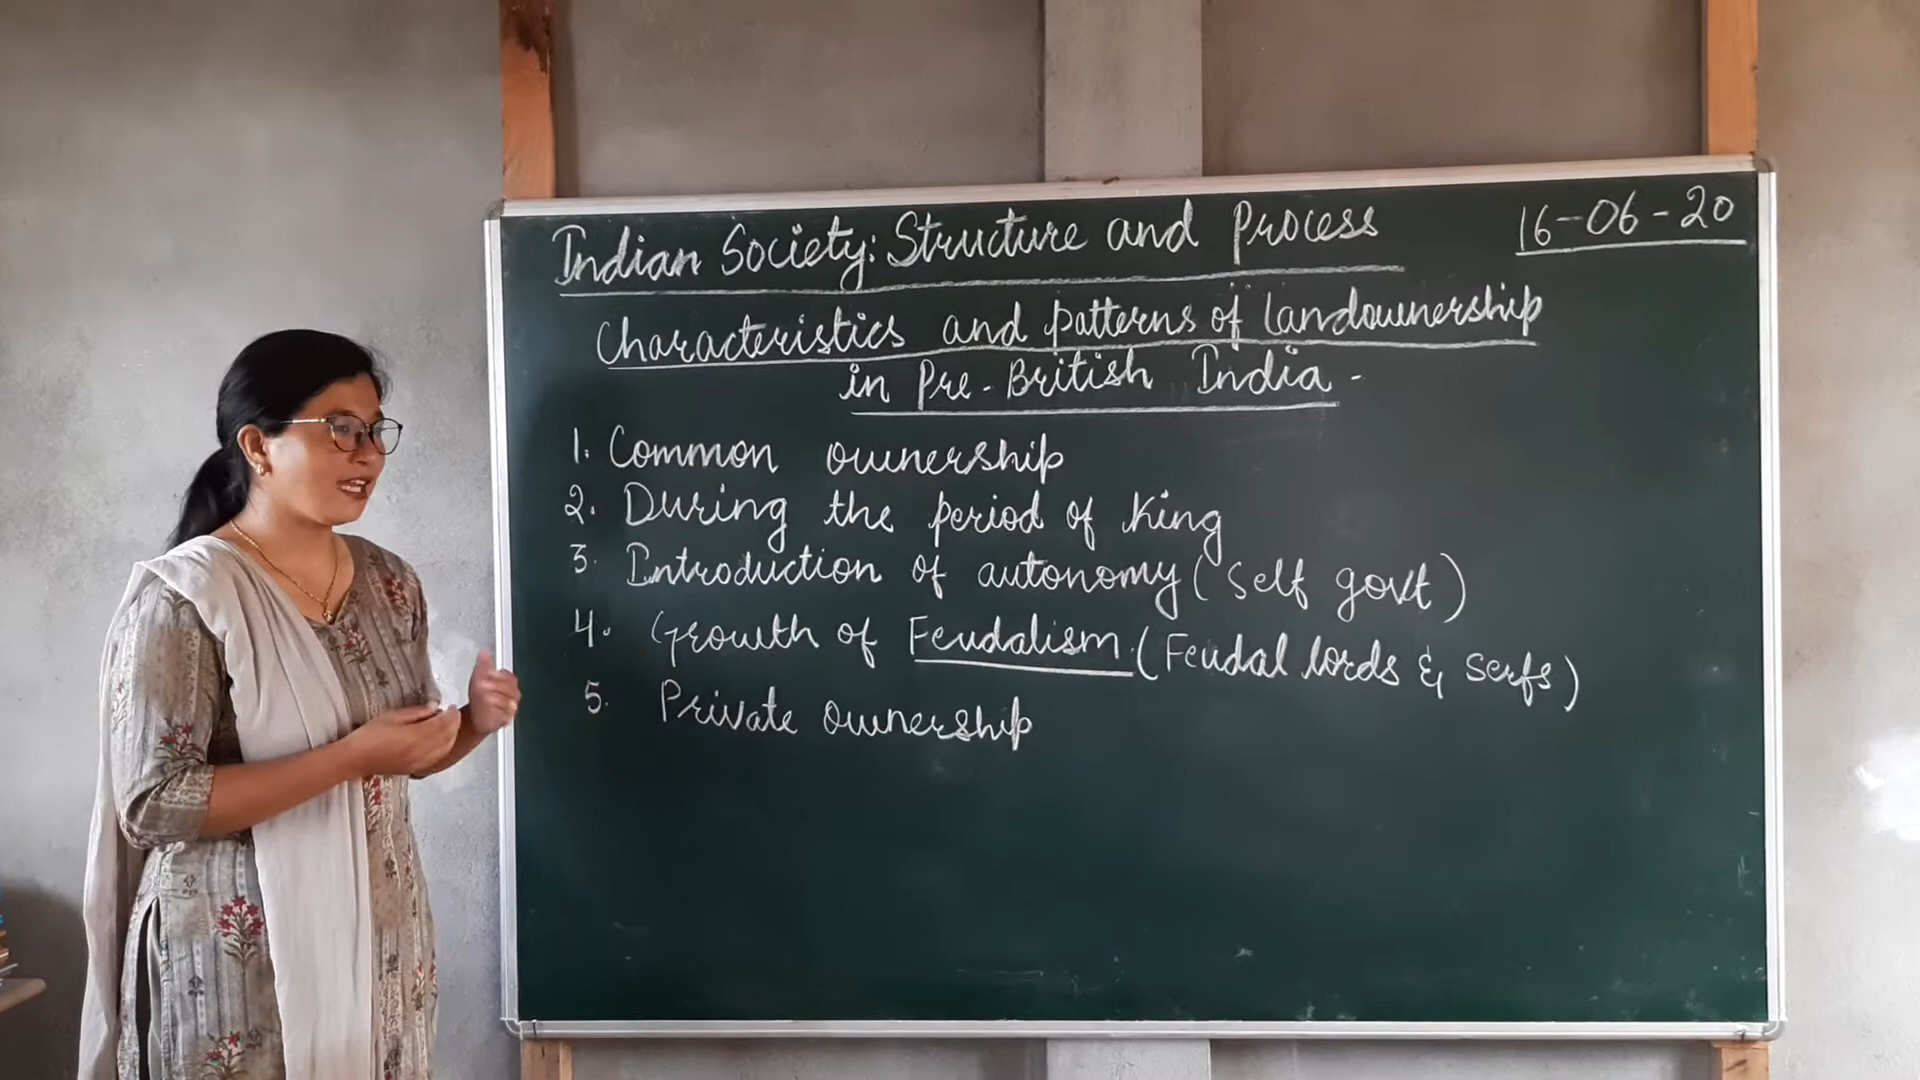 Indian Society: Structure and Process
16-06-20
Characteristics and patterns of landownership
in Pre-British India -
1. Common ownership
2. During the period of King
3. Introduction of autonomy (Self govt)
4. Growth of Feudalism (Feudal lords & Serfs)
5. Private ownership